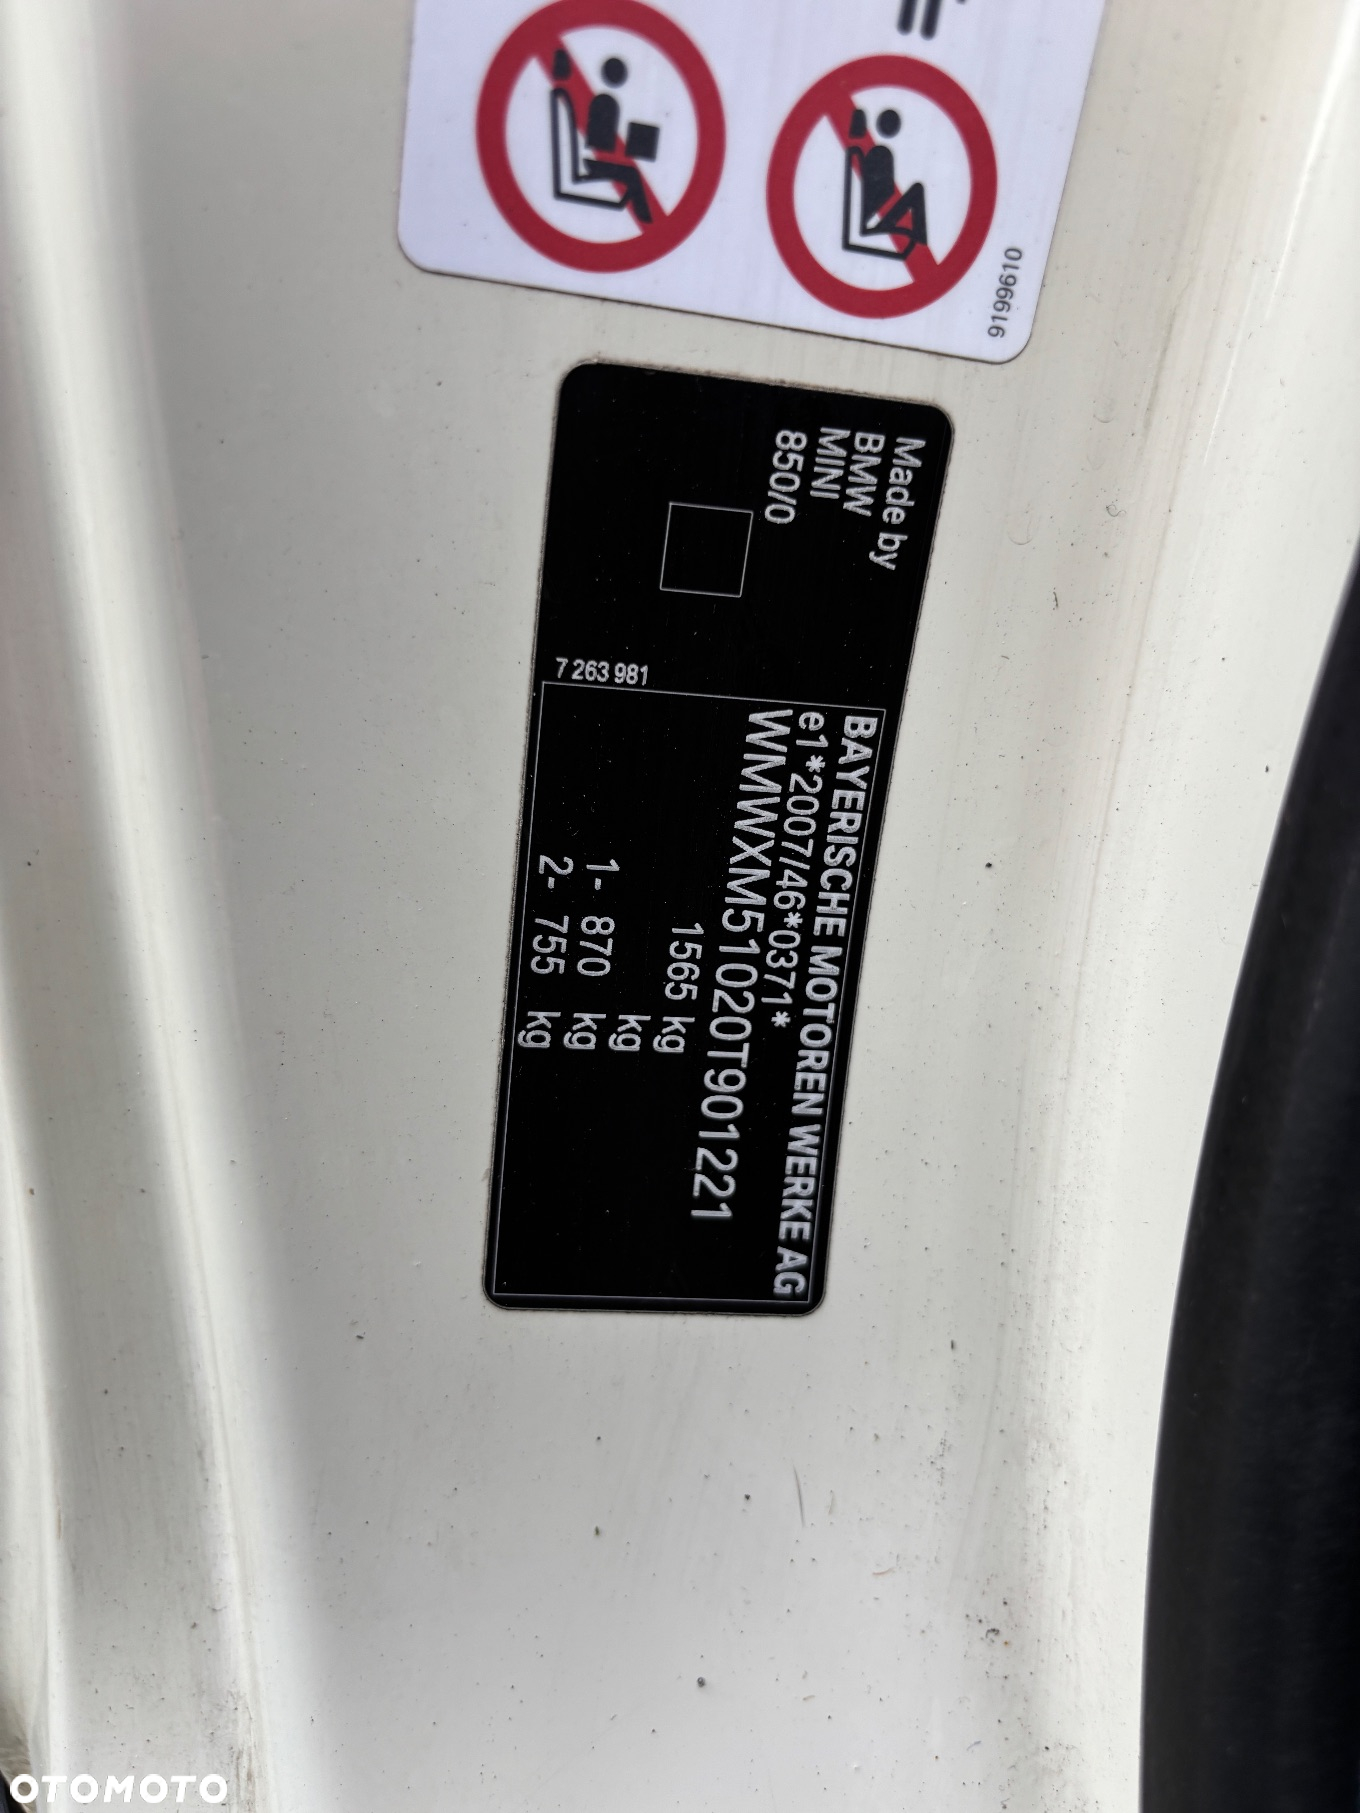 9199610
Made by
BMW
MINI
850/0
7 263 981
BAYERISCHE MOTOREN WERKE AG
e1*2007/46*0371*
WMWXM51020T901221
1565 kg
kg
1- 870 kg
2- 755 kg
OTOMOTO